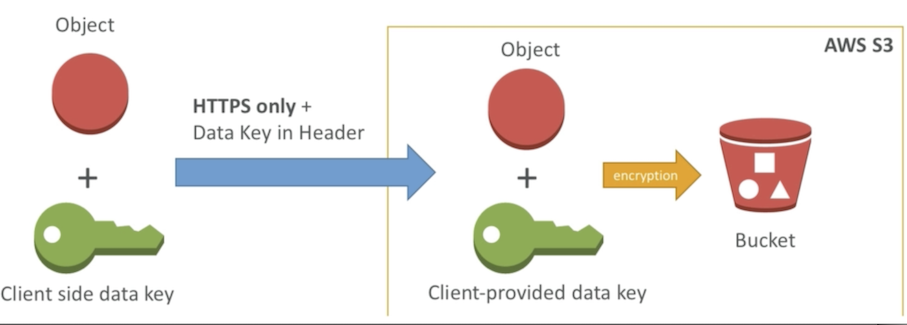 Object
+
Client side data key
HTTPS only +
Data Key in Header
AWS S3
Object
+
Client-provided data key
encryption
Bucket